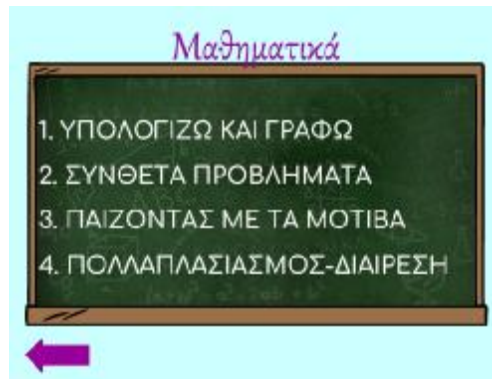 Μαθηματικά
1. ΥΠΟΛΟΓΙΖΩ ΚΑΙ ΓΡΑΦΩ
2. ΣΥΝΘΕΤΑ ΠΡΟΒΛΗΜΑΤΑ
3. ΠΑΙΖΟΝΤΑΣ ΜΕ ΤΑ ΜΟΤΙΒΑ
4. ΠΟΛΛΑΠΛΑΣΙΑΣΜΟΣ-ΔΙΑΙΡΕΣΗ